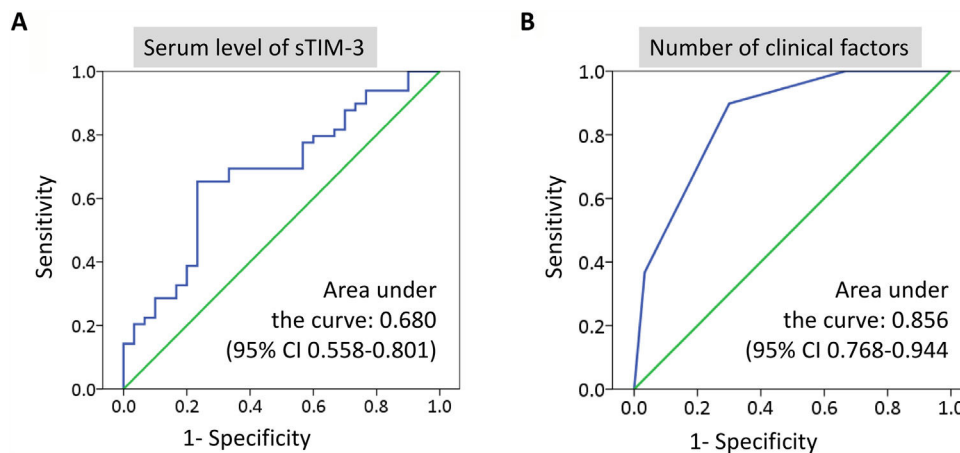 A
Serum level of sTIM-3
1.0
0.8
0.6
0.4
0.2
0.0
Sensitivity
Area under
the curve: 0.680
(95% CI 0.558-0.801)
0.0 0.2 0.4 0.6 0.8 1.0
1- Specificity
B
Number of clinical factors
1.0
0.8
0.6
0.4
0.2
0.0
Sensitivity
Area under
the curve: 0.856
(95% CI 0.768-0.944
0.0 0.2 0.4 0.6 0.8 1.0
1- Specificity